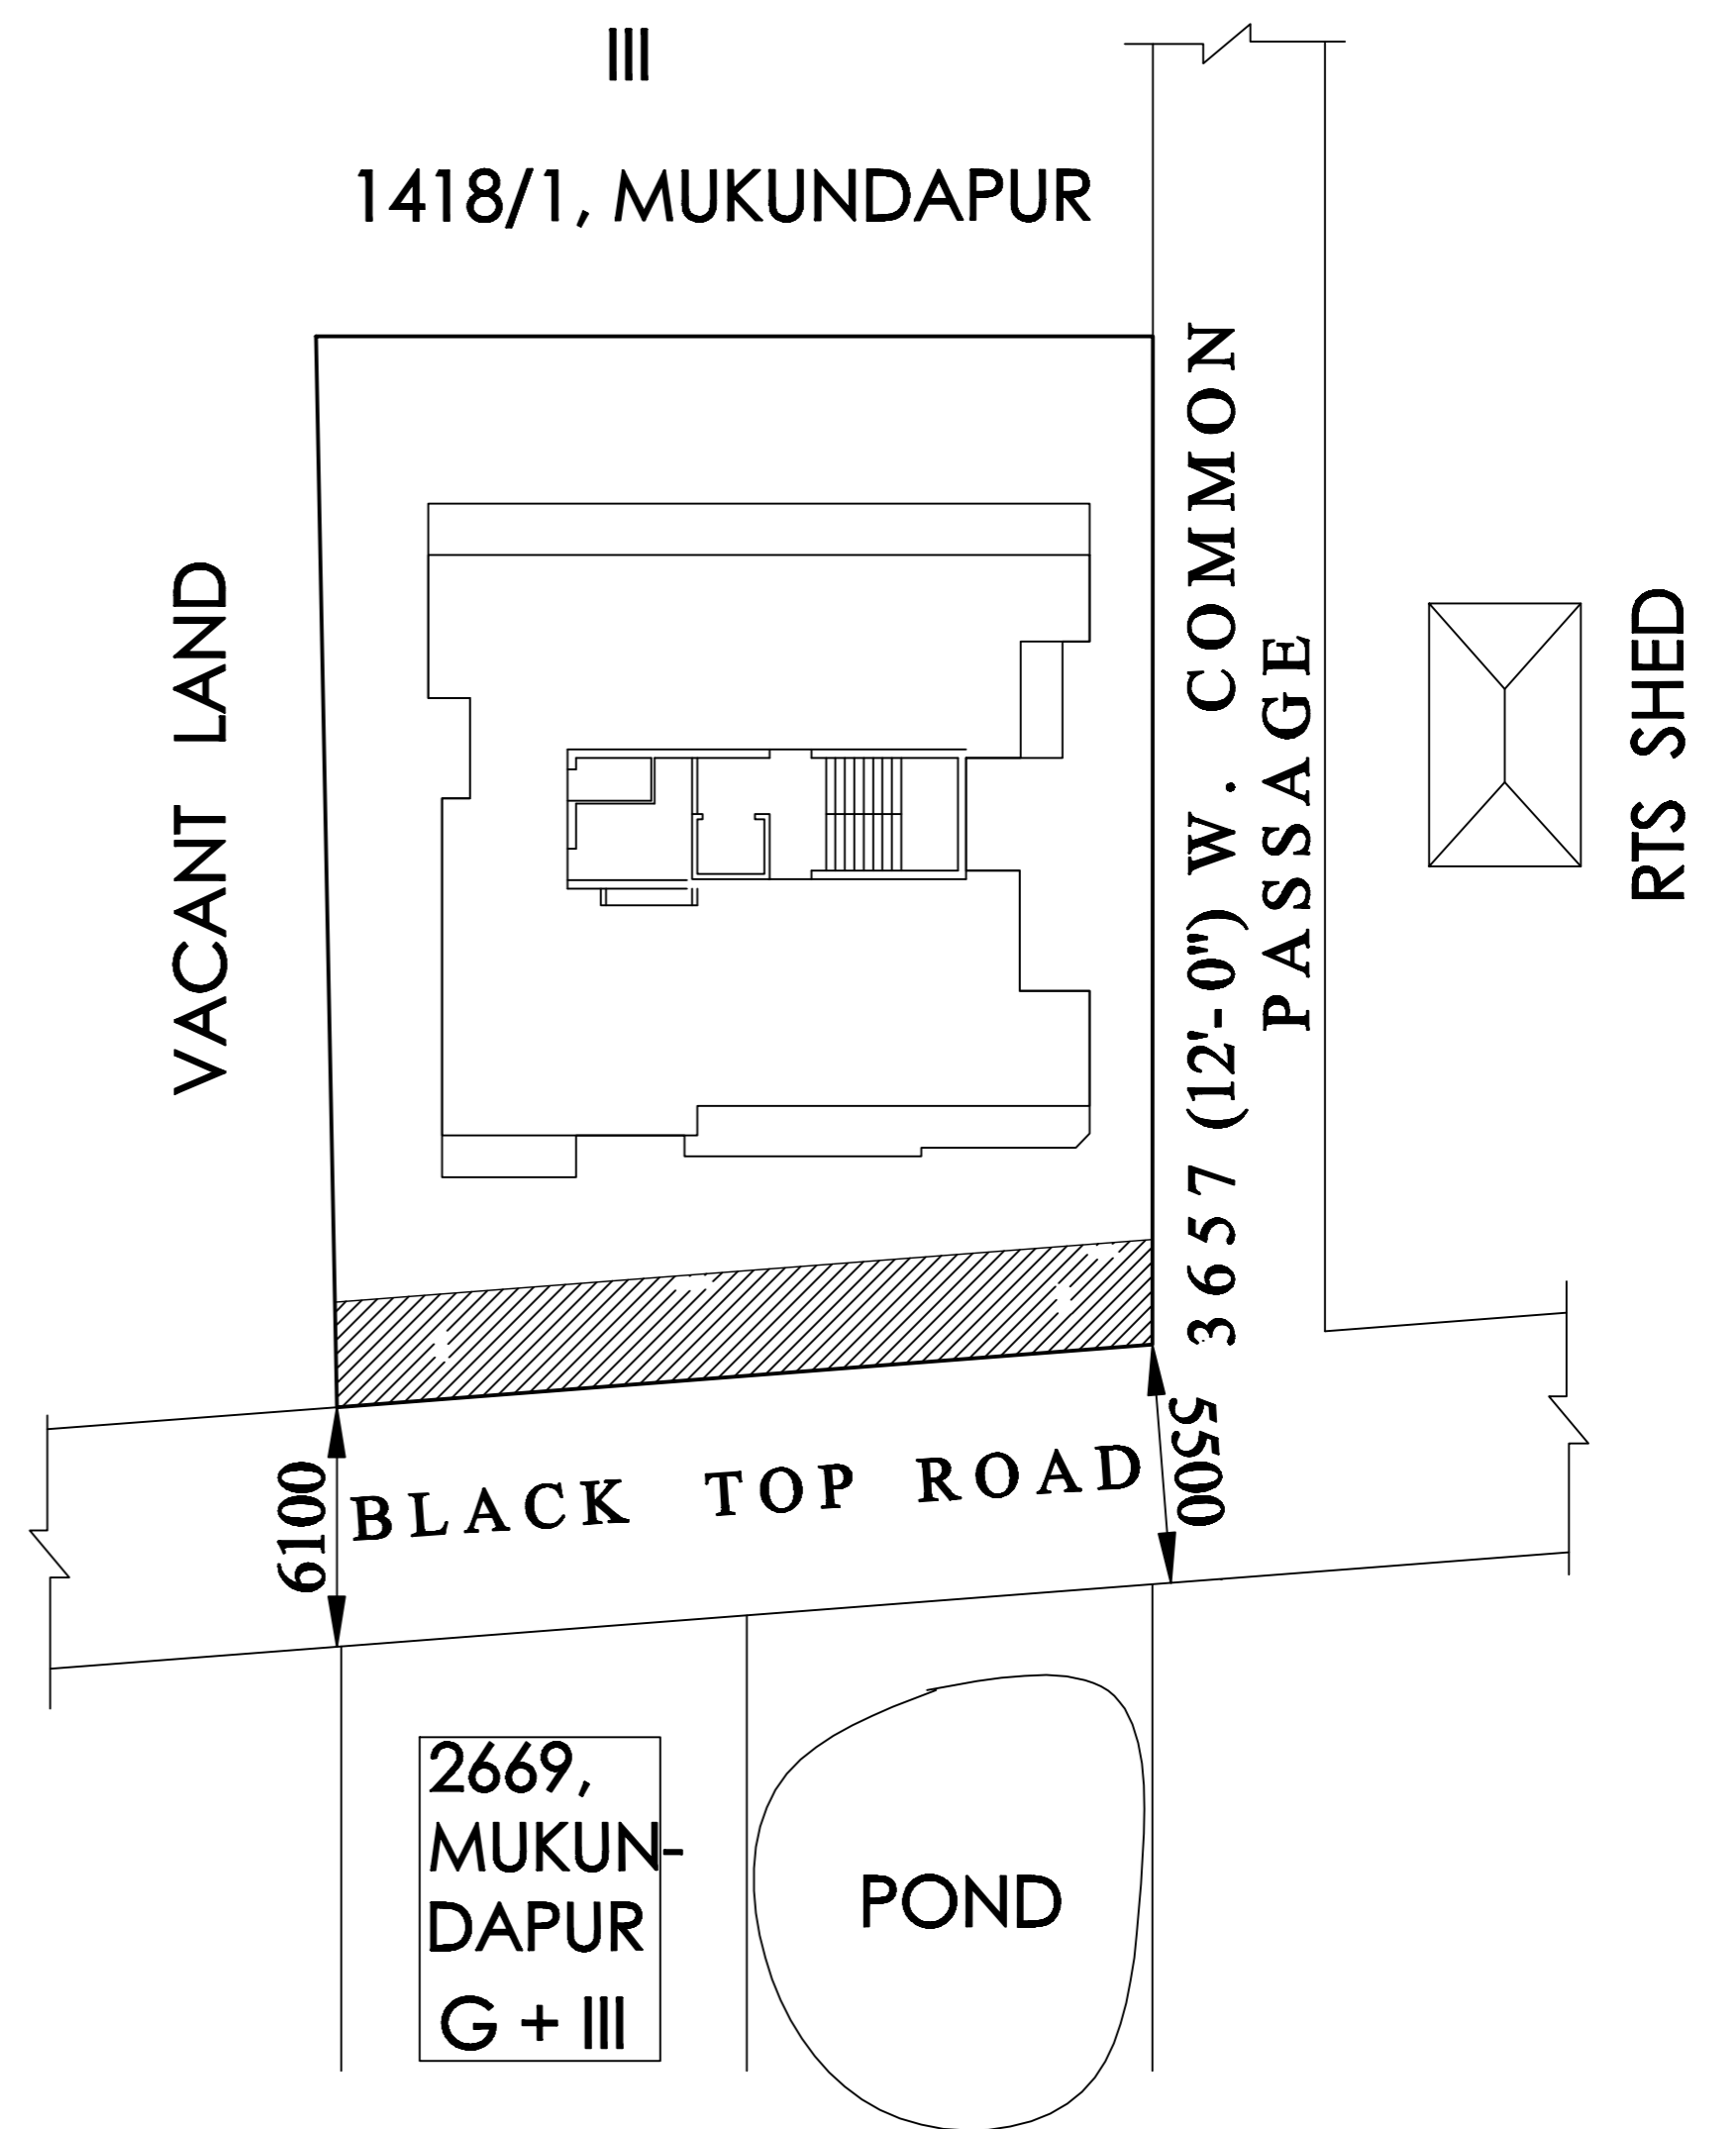 III
1418/1, MUKUNDAPUR
VACANT LAND
3657 (12'-0") W. COMMON
PASSAGE
RTS SHED
6100
BLACK TOP ROAD
5500
2669,
MUKUN-
DAPUR
G + III
POND